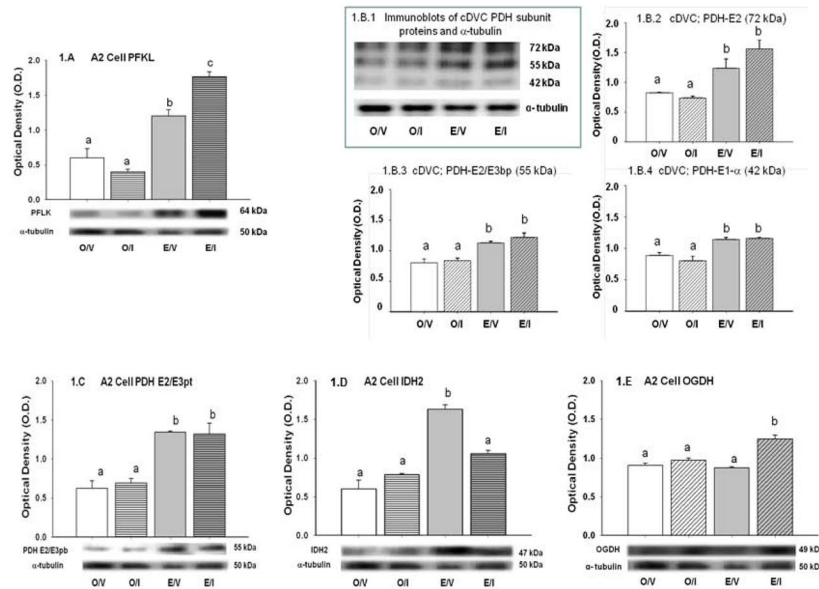 1.A A2 Cell PFKL
Optical Density (O.D.)
2.0
1.5
1.0
0.5
0.0
a
a
b
c
PFLK
64 kDa
α-tubulin
50 kDa
O/V O/I E/V E/I
1.B.1 Immunoblots of cDVC PDH subunit
proteins and α-tubulin
72 kDa
55 kDa
42 kDa
α- tubulin
O/V O/I E/V E/I
1.B.2 cDVC; PDH-E2 (72 kDa)
Optical Density (O.D.)
2.0
1.5
1.0
0.5
0
a
a
b
b
O/V O/I E/V E/I
1.B.3 cDVC; PDH-E2/E3bp (55 kDa)
Optical Density (O.D.)
2.0
1.5
1.0
0.5
0
a
a
b
b
O/V O/I E/V E/I
1.B.4 cDVC; PDH-E1-α (42 kDa)
Optical Density (O.D.)
2.0
1.5
1.0
0.5
0
a
a
b
b
O/V O/I E/V E/I
1.C A2 Cell PDH E2/E3pt
Optical Density (O.D.)
2.0
1.5
1.0
0.5
0.0
a
a
b
b
PDH E2/E3pb
55 kDa
α-tubulin
50 kDa
O/V O/I E/V E/I
1.D A2 Cell IDH2
Optical Density (O.D.)
2.0
1.5
1.0
0.5
0.0
a
a
b
a
IDH2
47 kDa
α-tubulin
50 kDa
O/V O/I E/V E/I
1.E A2 Cell OGDH
Optical Density (O.D.)
2.0
1.5
1.0
0.5
0.0
a
a
a
b
OGDH
49 kD
α- tubulin
50 kDa
O/V O/I E/V E/I